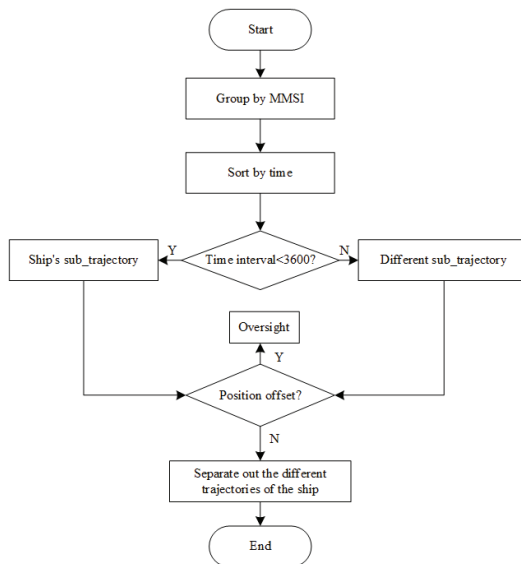 Start
Group by MMSI
Sort by time
Time interval<3600?
Y
N
Ship's sub_trajectory
Different sub_trajectory
Oversight
Y
Position offset?
N
Separate out the different
trajectories of the ship
End